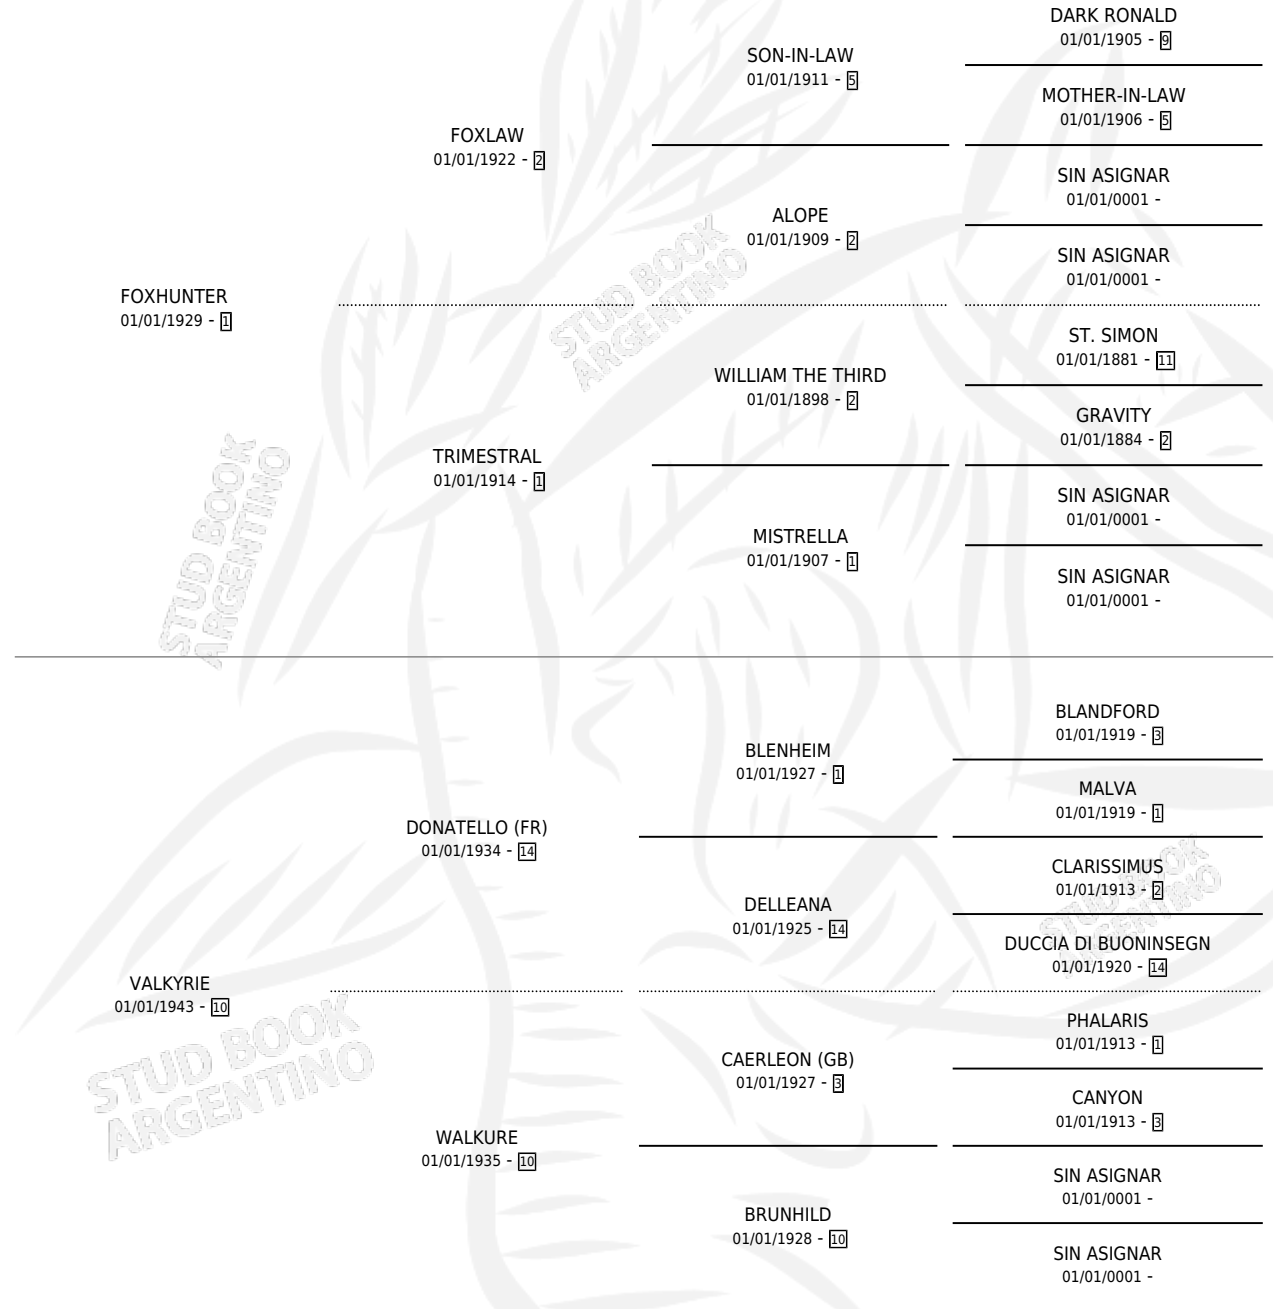 DARK RONALD
01/01/1905 - 9
SON-IN-LAW
01/01/1911 - 5
MOTHER-IN-LAW
01/01/1906 - 5
FOXLAW
01/01/1922 - 2
SIN ASIGNAR
01/01/0001 -
ALOPE
01/01/1909 - 2
SIN ASIGNAR
01/01/0001 -
FOXHUNTER
01/01/1929 - 1
ST. SIMON
01/01/1881 - 11
WILLIAM THE THIRD
01/01/1898 - 2
GRAVITY
01/01/1884 - 2
TRIMESTRAL
01/01/1914 - 1
SIN ASIGNAR
01/01/0001 -
MISTRELLA
01/01/1907 - 1
SIN ASIGNAR
01/01/0001 -
BLANDFORD
01/01/1919 - 3
BLENHEIM
01/01/1927 - 1
MALVA
01/01/1919 - 1
DONATELLO (FR)
01/01/1934 - 14
CLARISSIMUS
01/01/1913 - 2
DELLEANA
01/01/1925 - 14
DUCCIA DI BUONINSEGN
01/01/1920 - 14
VALKYRIE
01/01/1943 - 10
PHALARIS
01/01/1913 - 1
CAERLEON (GB)
01/01/1927 - 3
CANYON
01/01/1913 - 3
WALKURE
01/01/1935 - 10
SIN ASIGNAR
01/01/0001 -
BRUNHILD
01/01/1928 - 10
SIN ASIGNAR
01/01/0001 -
STUD BOOK
ARGENTINO
STUD BOOK
ARGENTINO
STUD BOOK
ARGENTINO
STUD BOOK
ARGENTINO